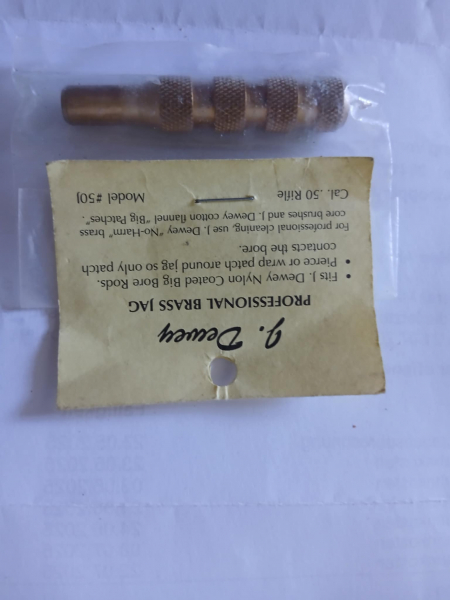 J. Dewey
PROFESSIONAL BRASS JAG
• Fits J. Dewey Nylon Coated Big Bore Rods.
• Pierce or wrap patch around jag so only patch
contacts the bore.
For professional cleaning, use J. Dewey "No-Harm" brass
core brushes and J. Dewey cotton flannel "Big Patches".
Cal. .50 Rifle Model #50J